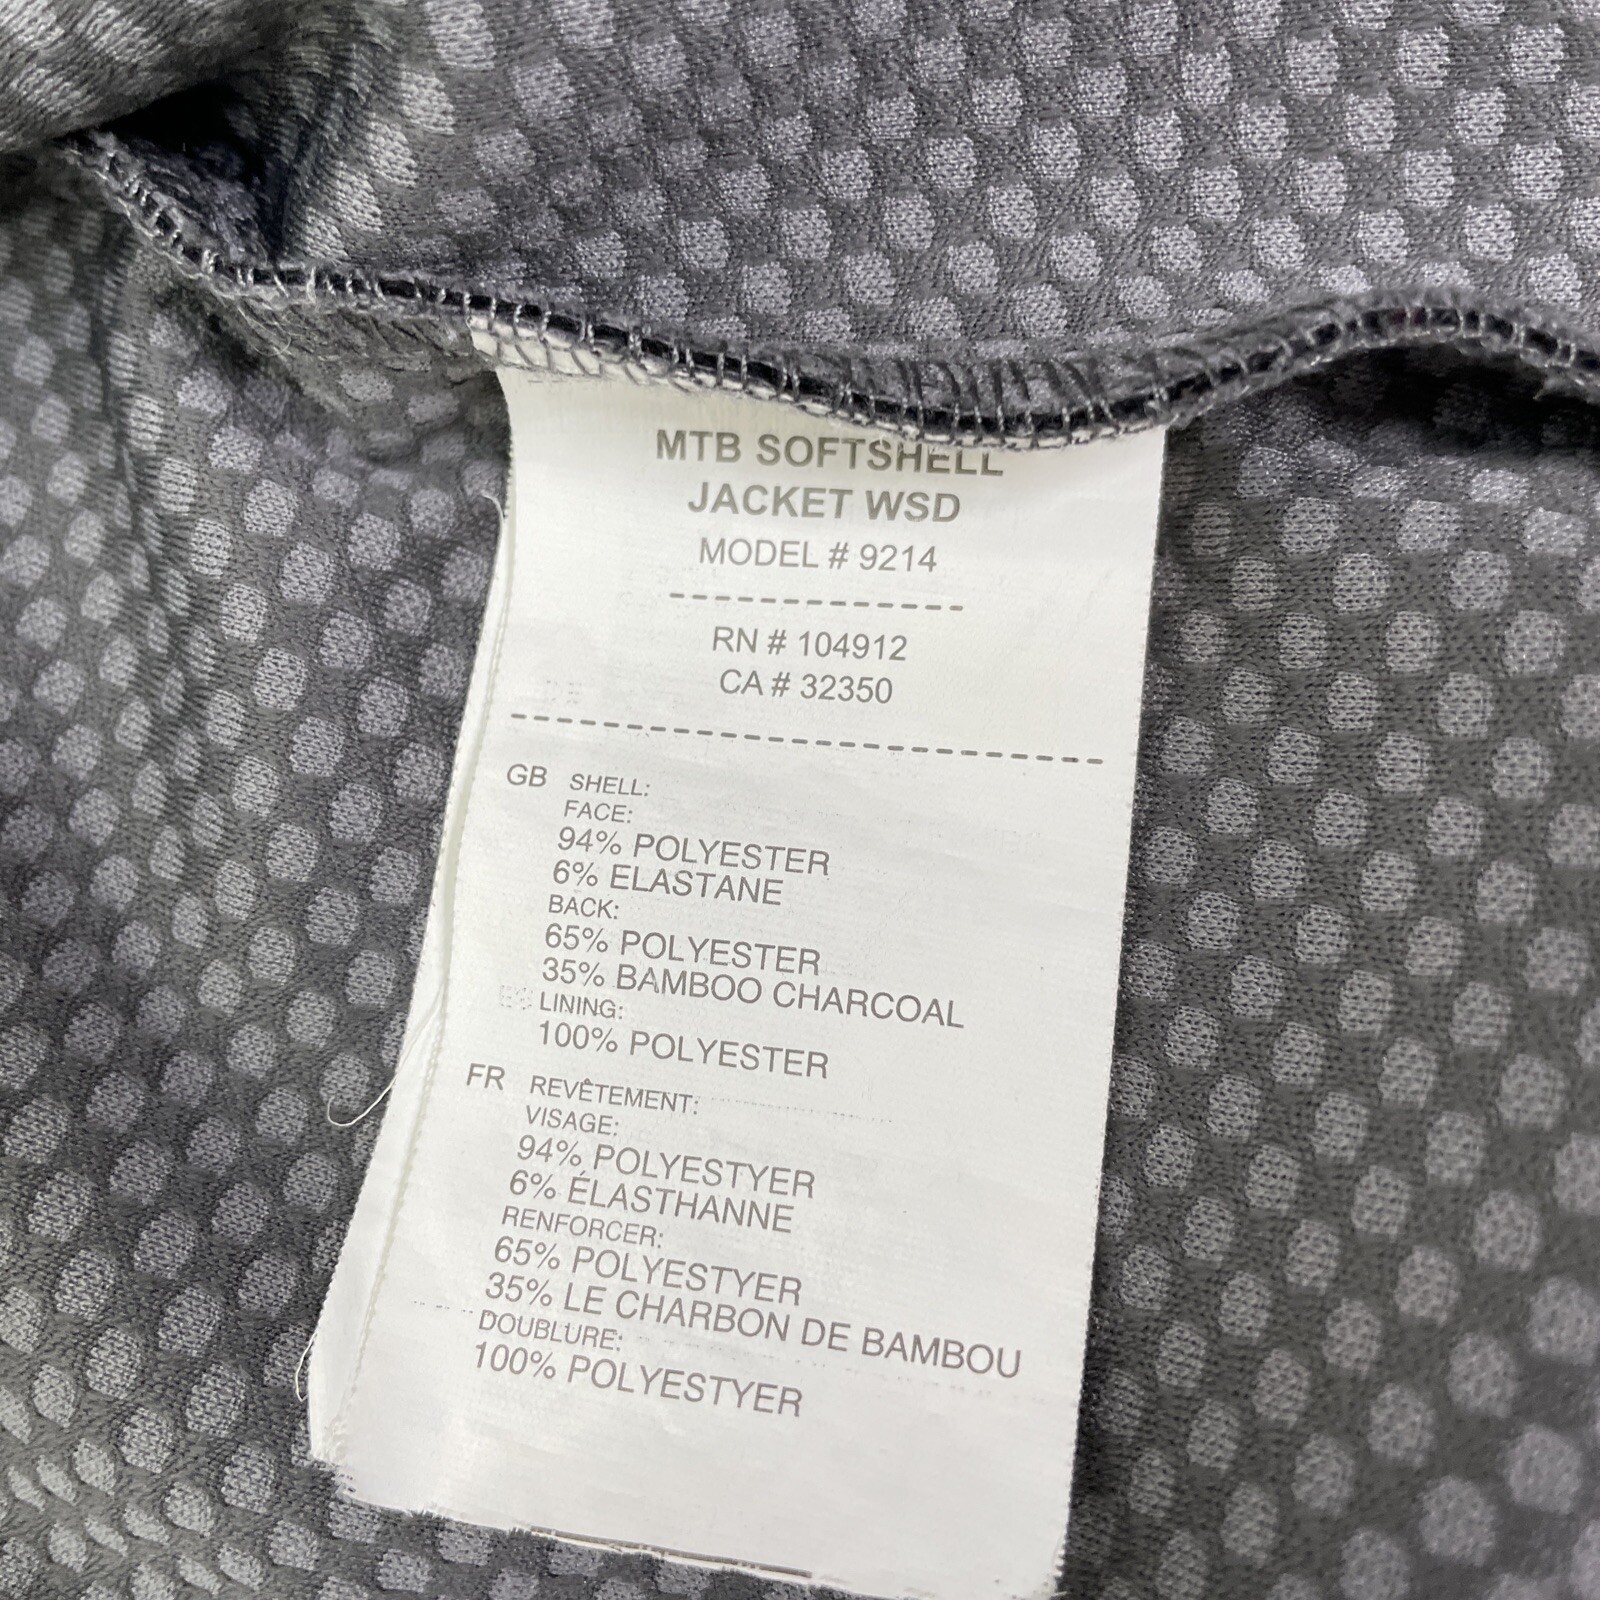 MTB SOFTSHELL
JACKET WSD
MODEL # 9214
RN # 104912
CA # 32350
GB SHELL:
FACE:
94% POLYESTER
6% ELASTANE
BACK:
65% POLYESTER
35% BAMBOO CHARCOAL
LINING:
100% POLYESTER
FR REVÊTEMENT:
VISAGE:
94% POLYESTYER
6% ÉLASTHANNE
RENFORCER:
65% POLYESTYER
35% LE CHARBON DE BAMBOU
DOUBLURE:
100% POLYESTYER